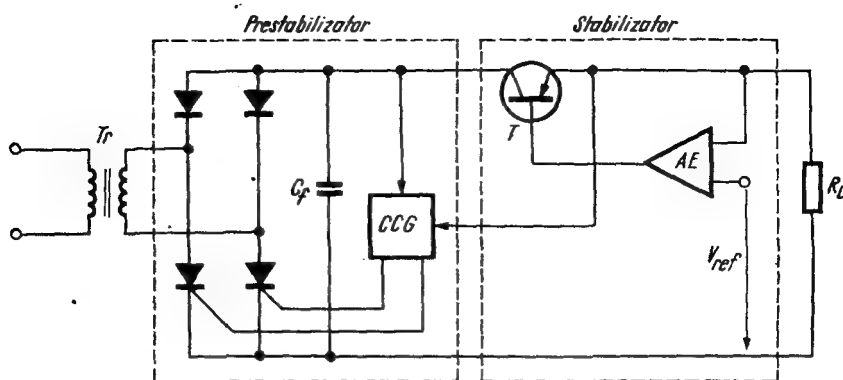 Prestabilizator
Stabilizator
Tr
T
AE
Cf
CCG
RL
Vref